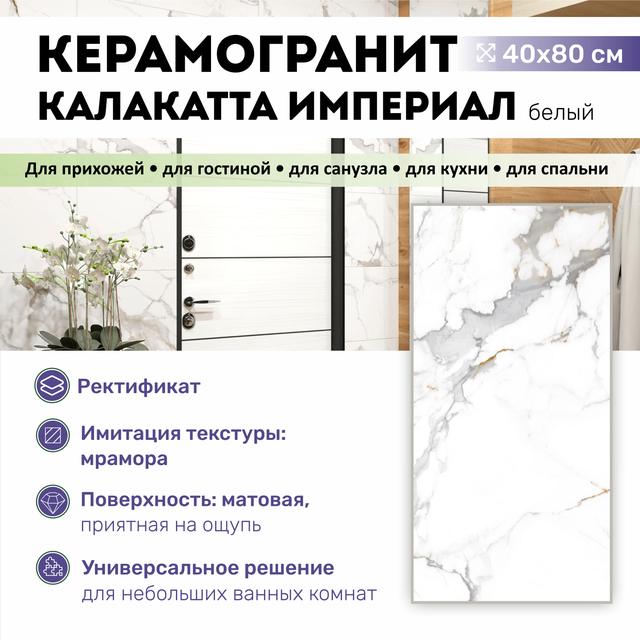 КЕРАМОГРАНИТ 40х80 см
КАЛАКАТТА ИМПЕРИАЛ белый
Для прихожей • для гостиной • для санузла • для кухни • для спальни
Ректификат
Имитация текстуры:
мрамора
Поверхность: матовая,
приятная на ощупь
Универсальное решение
для небольших ванных комнат